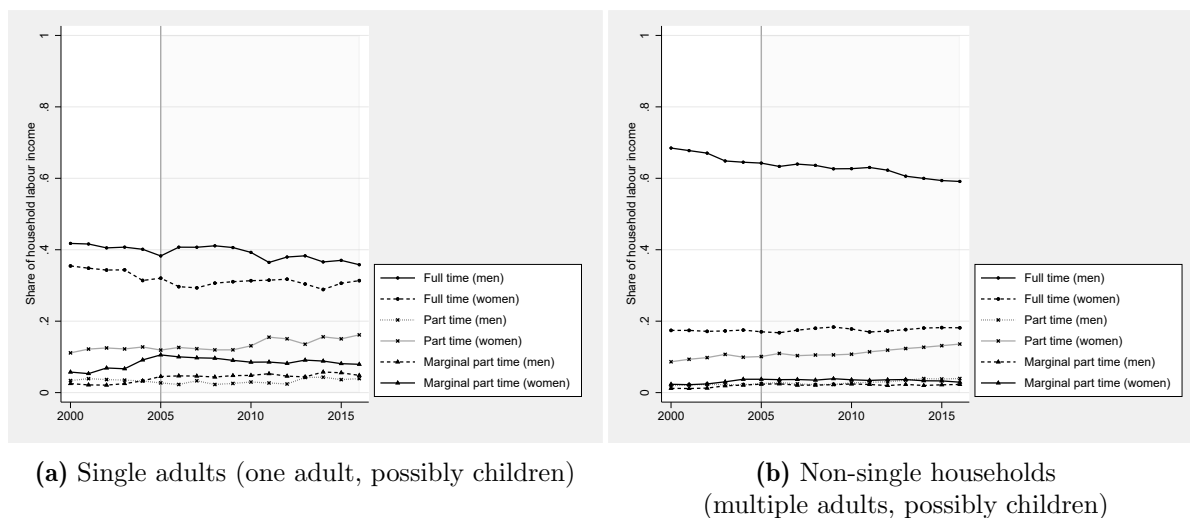 Share of household labour income
1
.8
.6
.4
.2
0
2000 2005 2010 2015
Full time (men)
Full time (women)
Part time (men)
Part time (women)
Marginal part time (men)
Marginal part time (women)
(a) Single adults (one adult, possibly children)
Share of household labour income
1
.8
.6
.4
.2
0
2000 2005 2010 2015
Full time (men)
Full time (women)
Part time (men)
Part time (women)
Marginal part time (men)
Marginal part time (women)
(b) Non-single households
(multiple adults, possibly children)